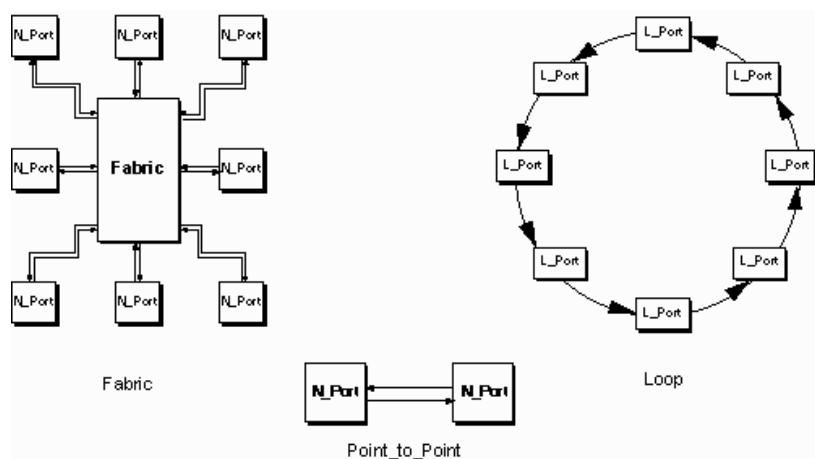 N_Port N_Port N_Port
N_Port Fabric N_Port
N_Port N_Port N_Port
Fabric
L_Port
L_Port L_Port
L_Port L_Port
L_Port L_Port
L_Port
Loop
N_Port N_Port
Point_to_Point